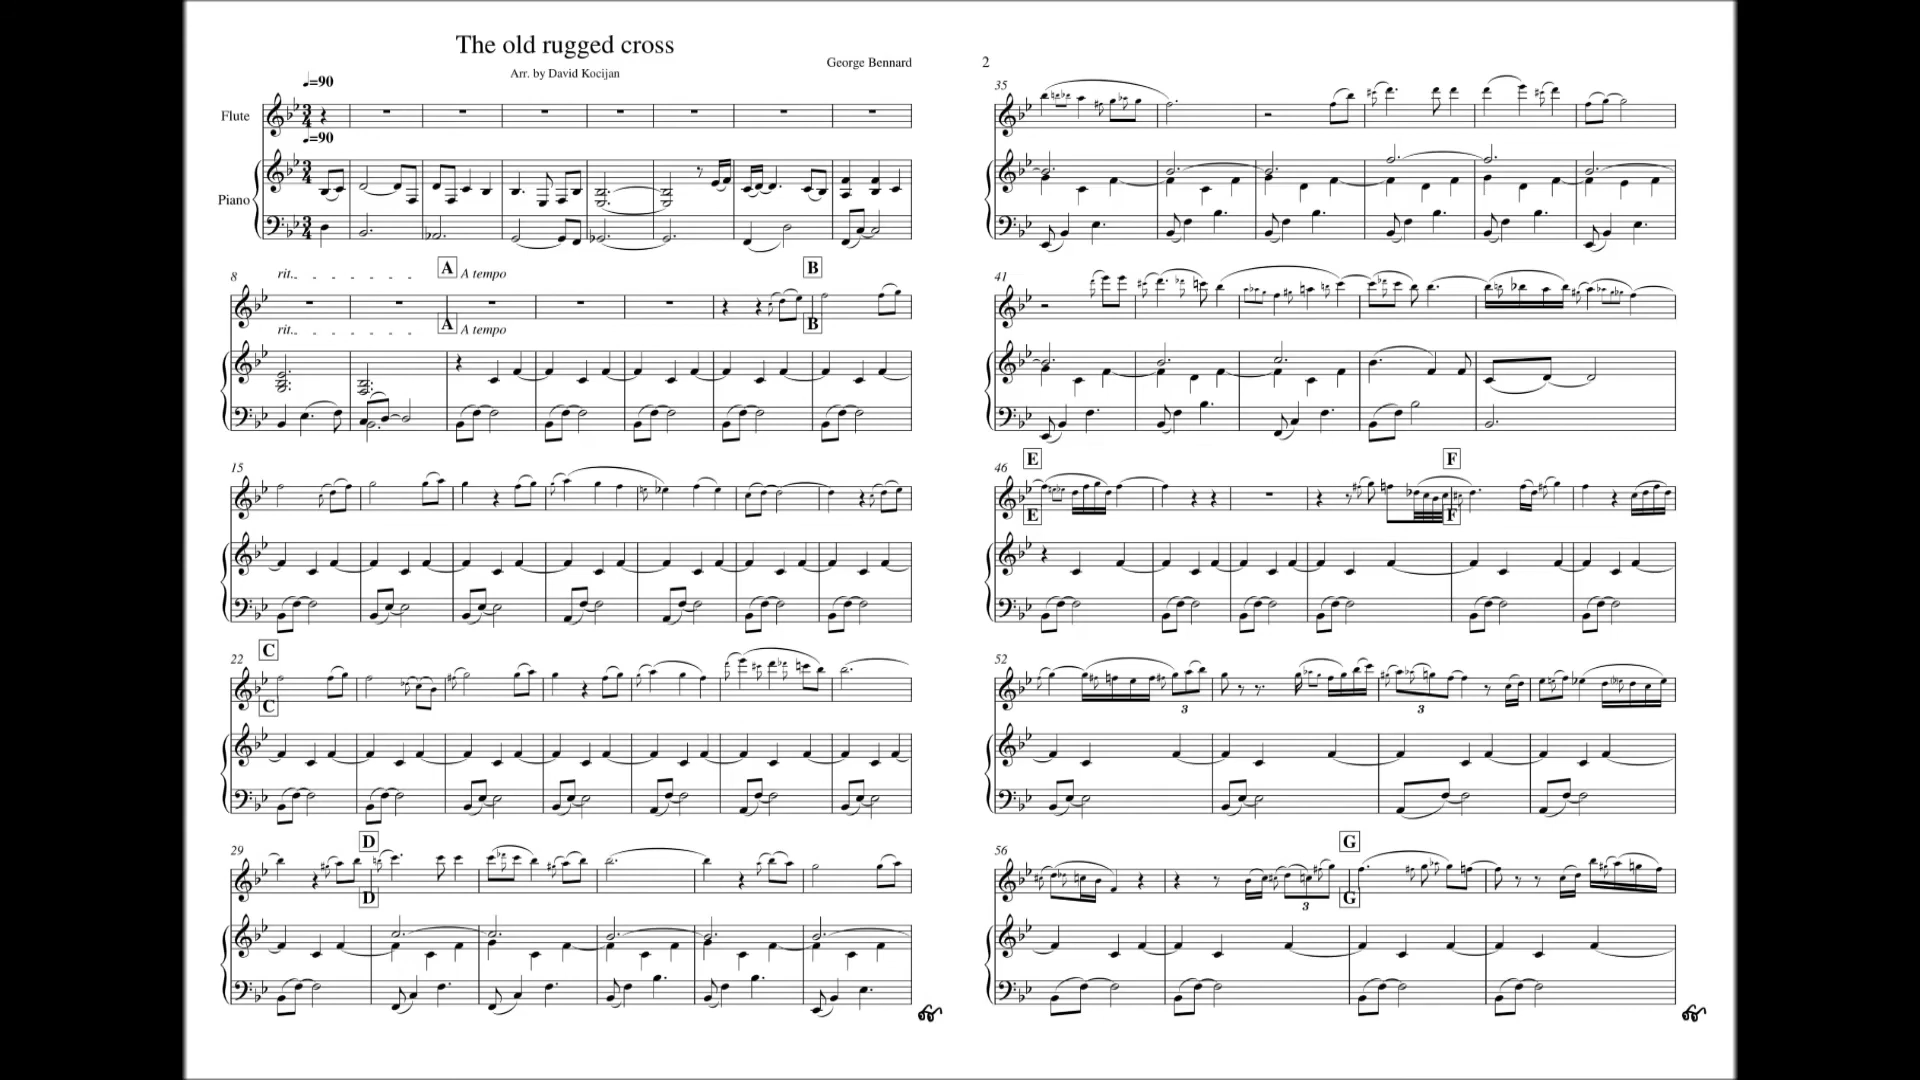 The old rugged cross
Arr. by David Kocijan
George Bennard
♩=90
Flute
♩=90
Piano
8
rit.
A
A tempo
B
rit.
A
A tempo
B
15
22
C
C
29
D
D
2
35
41
46
E
F
E
F
52
3
3
56
G
3
G